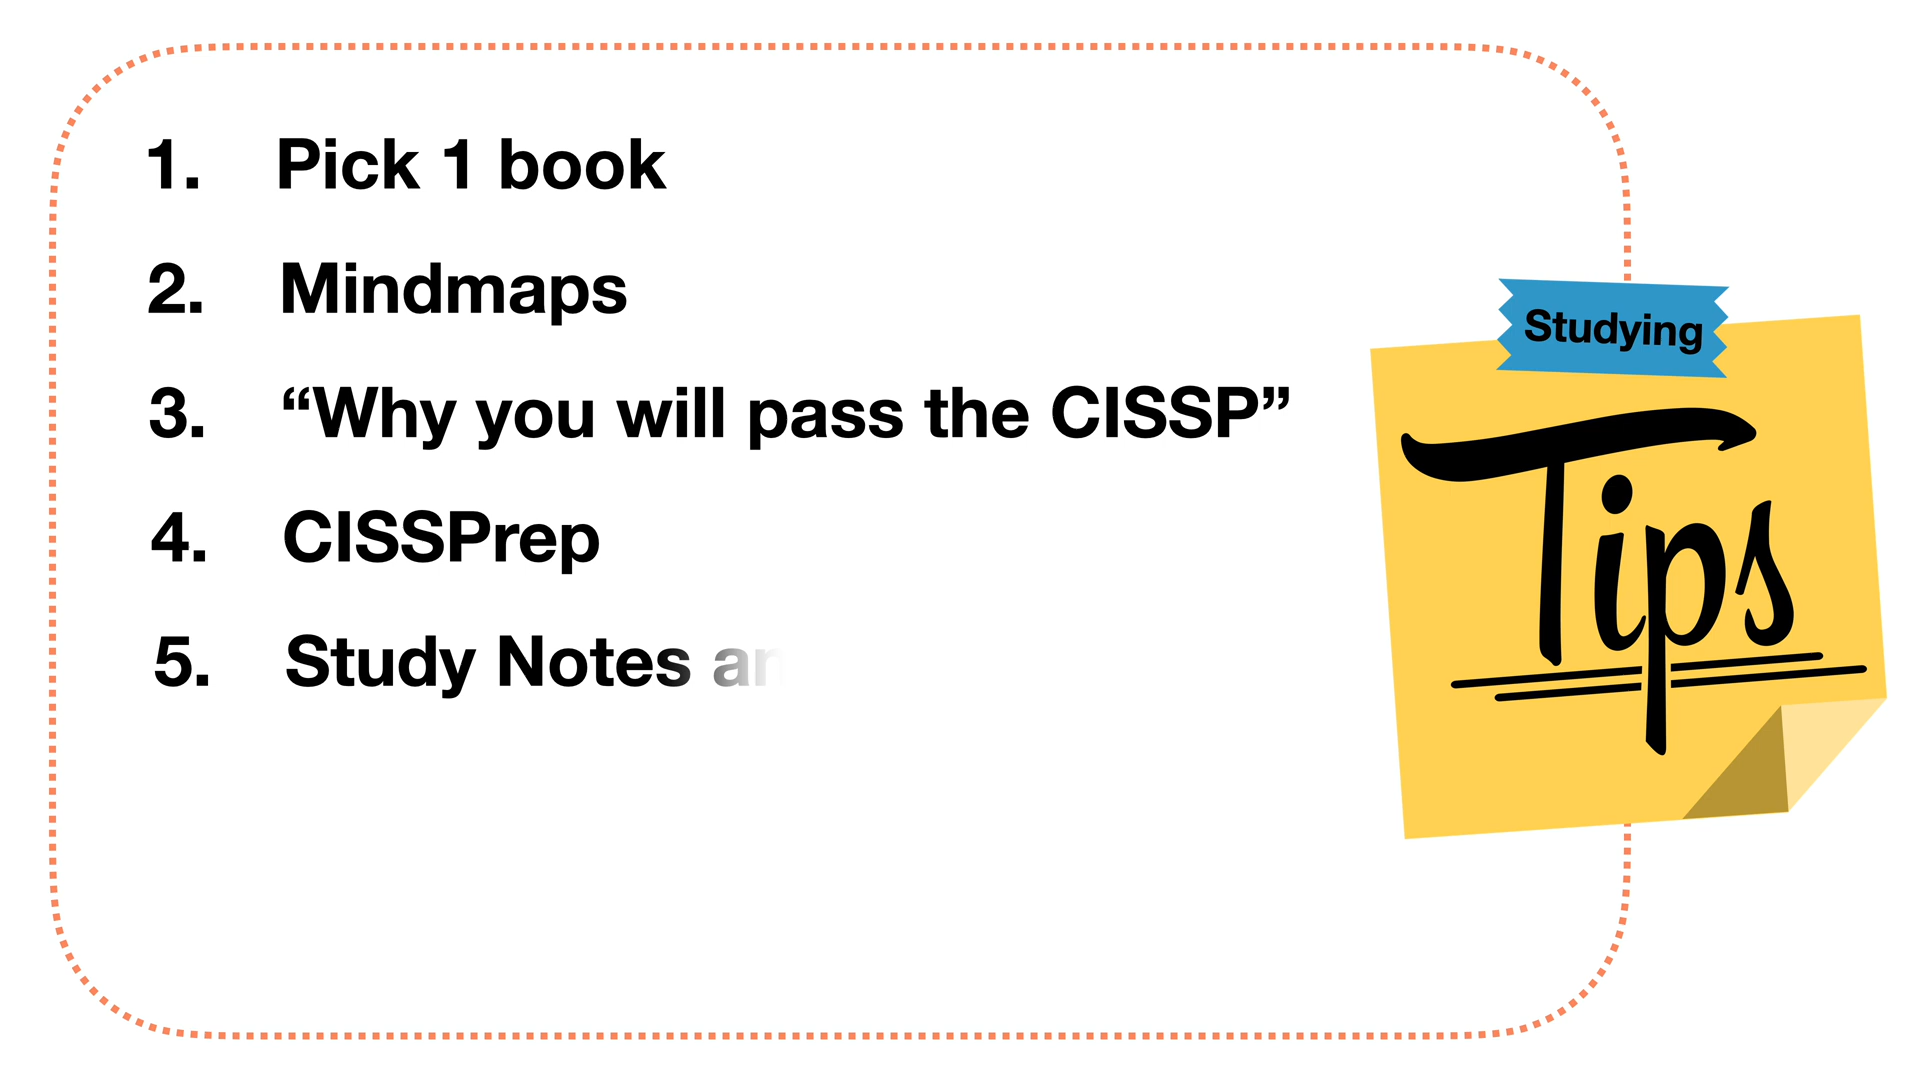 1. Pick 1 book
2. Mindmaps
3. “Why you will pass the CISSP”
4. CISSPrep
5. Study Notes
Studying
Tips